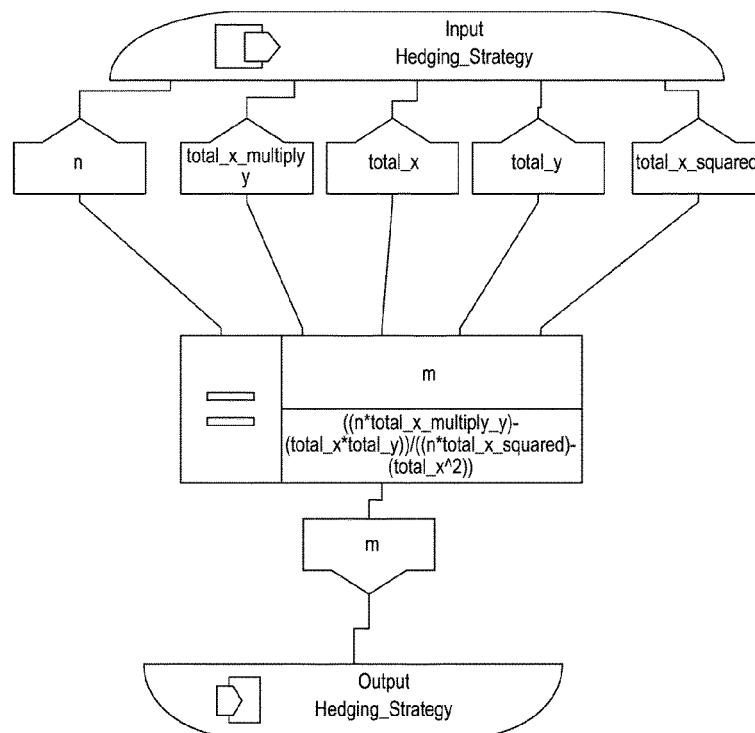 Input
Hedging_Strategy
n
total_x_multiply
y
total_x
total_y
total_x_squared
m
((n*total_x_multiply_y)-
(total_x*total_y))/((n*total_x_squared)-
(total_x^2))
m
Output
Hedging_Strategy